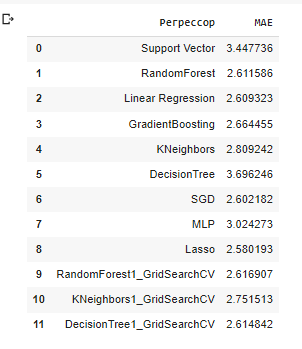 Регрессор MAE
0 Support Vector 3.447736
1 RandomForest 2.611586
2 Linear Regression 2.609323
3 GradientBoosting 2.664455
4 KNeighbors 2.809242
5 DecisionTree 3.696246
6 SGD 2.602182
7 MLP 3.024273
8 Lasso 2.580193
9 RandomForest1_GridSearchCV 2.616907
10 KNeighbors1_GridSearchCV 2.751513
11 DecisionTree1_GridSearchCV 2.614842